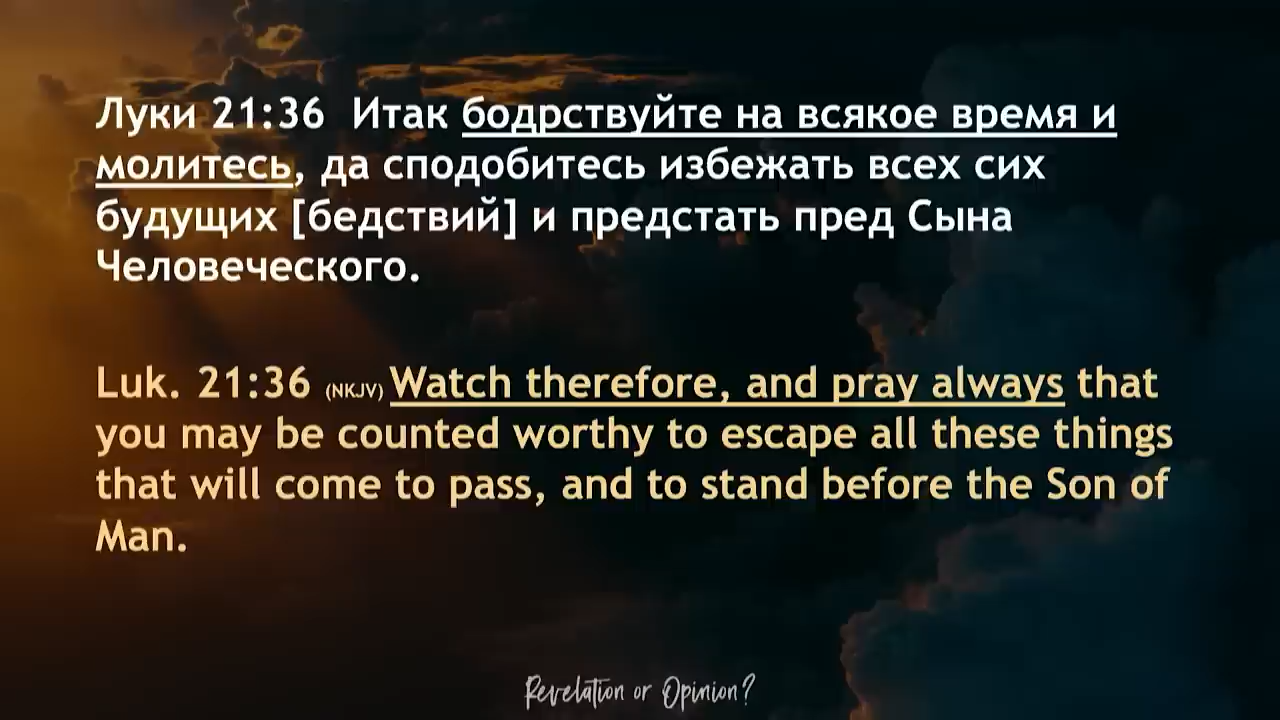 Луки 21:36 Итак бодрствуйте на всякое время и
молитесь, да сподобитесь избежать всех сих
будущих [бедствий] и предстать пред Сына
Человеческого.
Luk. 21:36 (NKJV) Watch therefore, and pray always that
you may be counted worthy to escape all these things
that will come to pass, and to stand before the Son of
Man.
Revelation or Opinion?